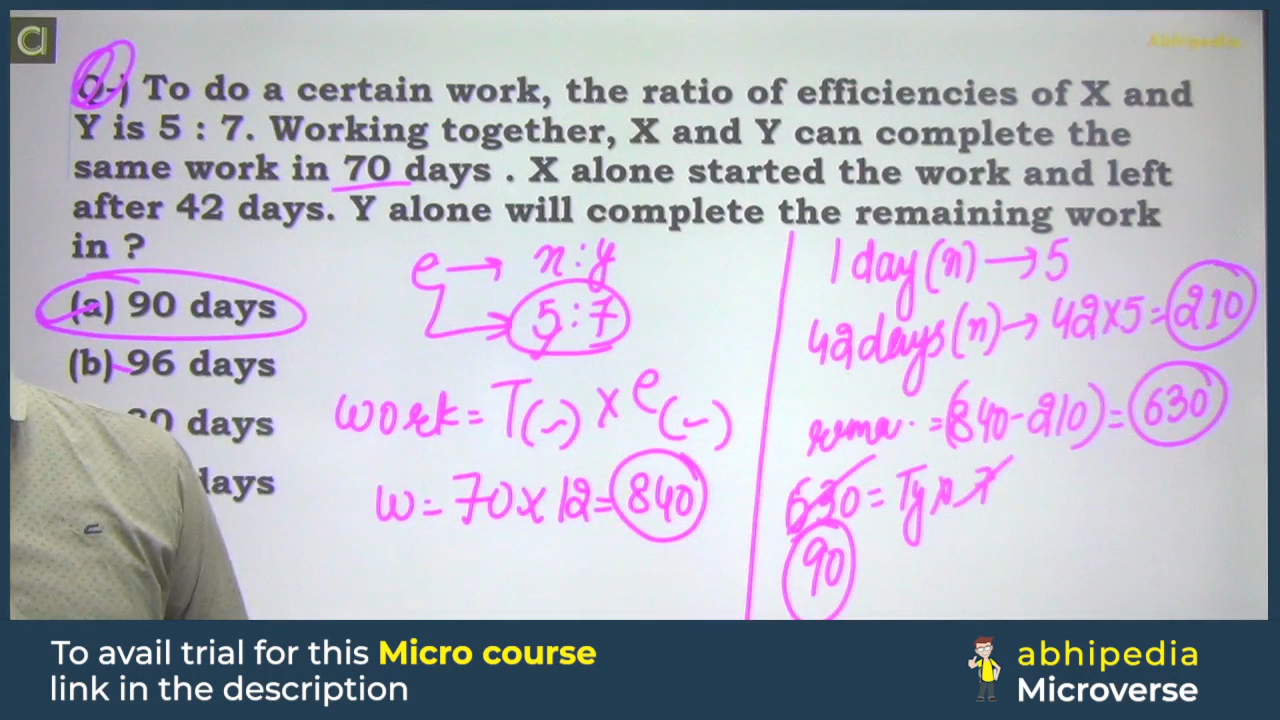 a
Abhipedia
Q-) To do a certain work, the ratio of efficiencies of X and
Y is 5 : 7. Working together, X and Y can complete the
same work in 70 days . X alone started the work and left
after 42 days. Y alone will complete the remaining work
in ?
(a) 90 days
(b) 96 days
0 days
days
e → x : y
5 : 7
work = T(~) × e(~)
w = 70 × 12 = 840
1 day (x) → 5
42 days (x) → 42×5 = 210
rema. = (840-210) = 630
630 = Ty × 7
90
To avail trial for this Micro course
link in the description
abhipedia
Microverse